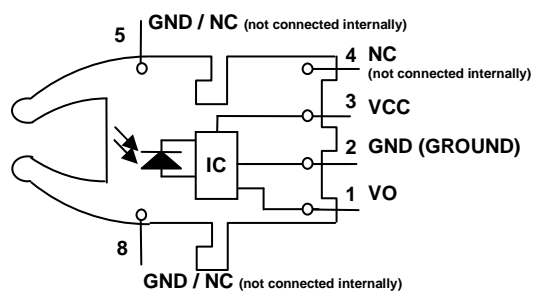 GND / NC (not connected internally)
5
4 NC
(not connected internally)
3 VCC
2 GND (GROUND)
IC
1 VO
8
GND / NC (not connected internally)